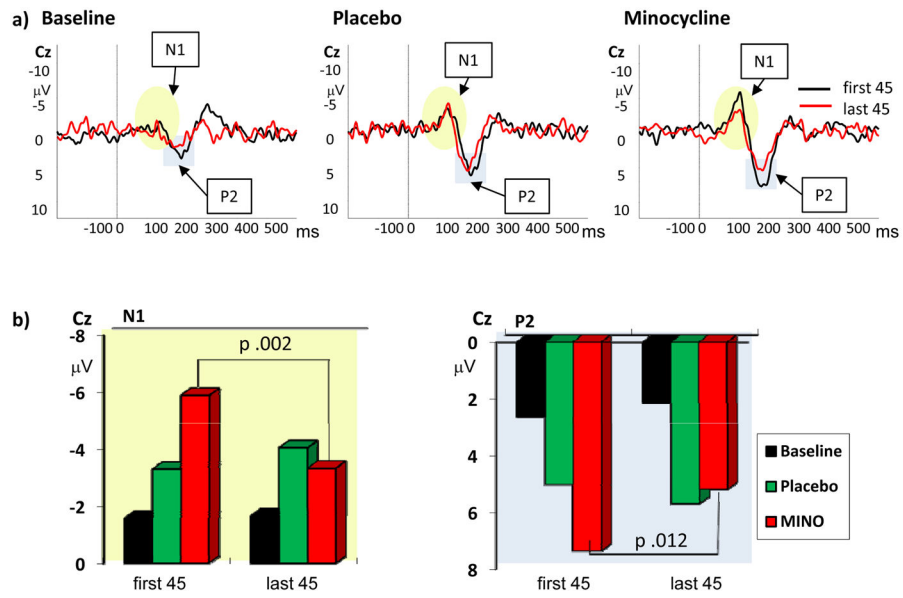 a) Baseline Placebo Minocycline
Cz Cz Cz
N1 N1 N1
-10 -10 -10
μV μV μV
-5 -5 -5
first 45
last 45
0 0 0
5 5 5
P2 P2 P2
10 10 10
-100 0 100 200 300 400 500 ms
-100 0 100 200 300 400 500 ms
-100 0 100 200 300 400 500 ms
b) Cz N1
-8
μV
p .002
-6
-4
-2
0
first 45 last 45
Cz P2
0
μV
2
4
6
p .012
8
first 45 last 45
Baseline
Placebo
MINO